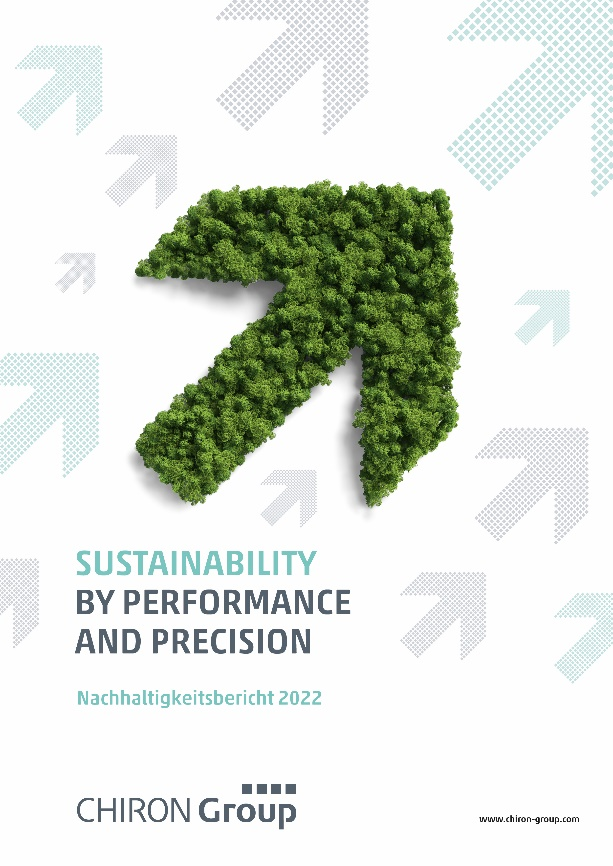 SUSTAINABILITY
BY PERFORMANCE
AND PRECISION
Nachhaltigkeitsbericht 2022
CHIRON Group
www.chiron-group.com